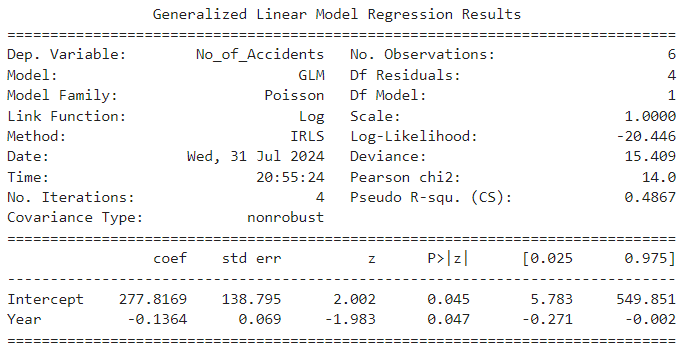 Generalized Linear Model Regression Results
==============================================================================
Dep. Variable:        No_of_Accidents   No. Observations:                    6
Model:                            GLM   Df Residuals:                        4
Model Family:                 Poisson   Df Model:                            1
Link Function:                    Log   Scale:                          1.0000
Method:                          IRLS   Log-Likelihood:                -20.446
Date:                Wed, 31 Jul 2024   Deviance:                       15.409
Time:                        20:55:24   Pearson chi2:                     14.0
No. Iterations:                     4   Pseudo R-squ. (CS):             0.4867
Covariance Type:            nonrobust
==============================================================================
                 coef    std err          z      P>|z|      [0.025      0.975]
------------------------------------------------------------------------------
Intercept    277.8169    138.795      2.002      0.045       5.783     549.851
Year          -0.1364      0.069     -1.983      0.047      -0.271      -0.002
==============================================================================